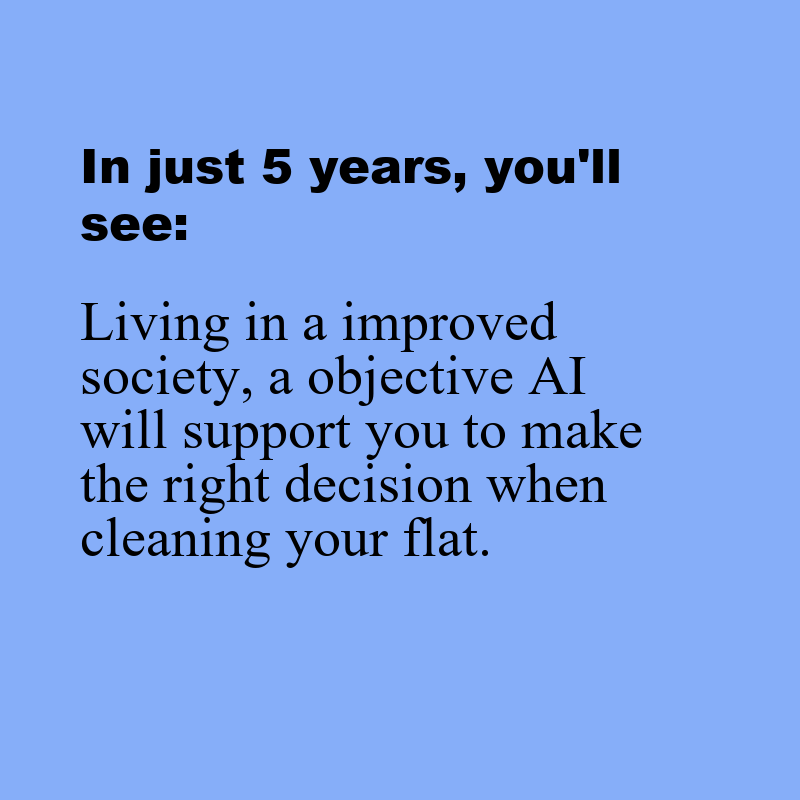 In just 5 years, you'll
see:
Living in a improved
society, a objective AI
will support you to make
the right decision when
cleaning your flat.